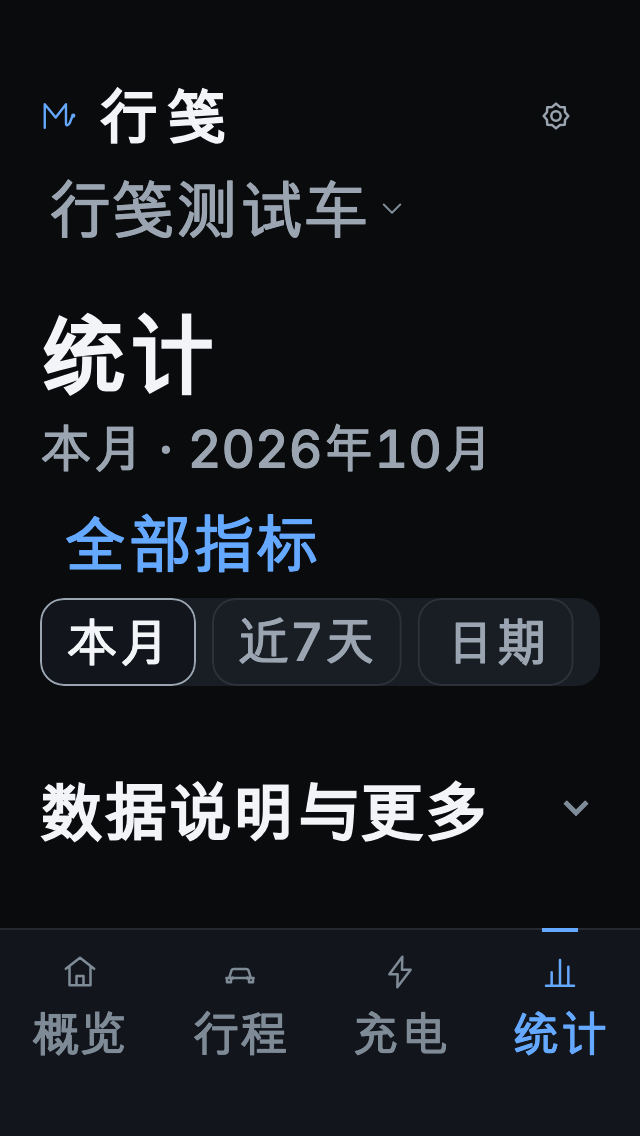 行笺
行笺测试车
统计
本月 · 2026年10月
全部指标
本月 近7天 日期
数据说明与更多
概览 行程 充电 统计